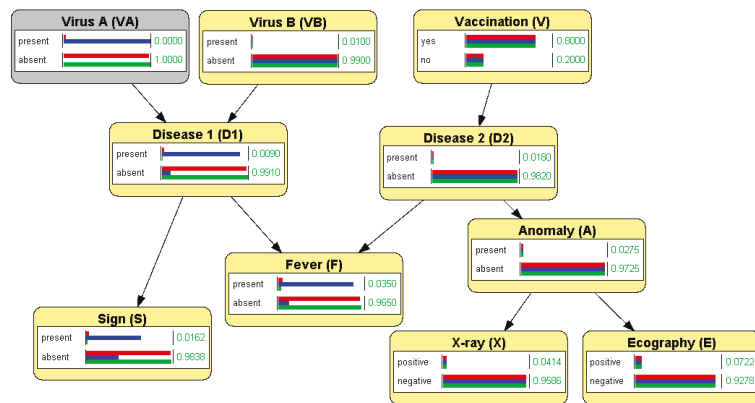 Virus A (VA)
present 0.0000
absent 1.0000
Virus B (VB)
present 0.0100
absent 0.9900
Vaccination (V)
yes 0.8000
no 0.2000
Disease 1 (D1)
present 0.0090
absent 0.9910
Disease 2 (D2)
present 0.0180
absent 0.9820
Anomaly (A)
present 0.0275
absent 0.9725
Fever (F)
present 0.0350
absent 0.9650
Sign (S)
present 0.0162
absent 0.9838
X-ray (X)
positive 0.0414
negative 0.9586
Ecography (E)
positive 0.0722
negative 0.9278